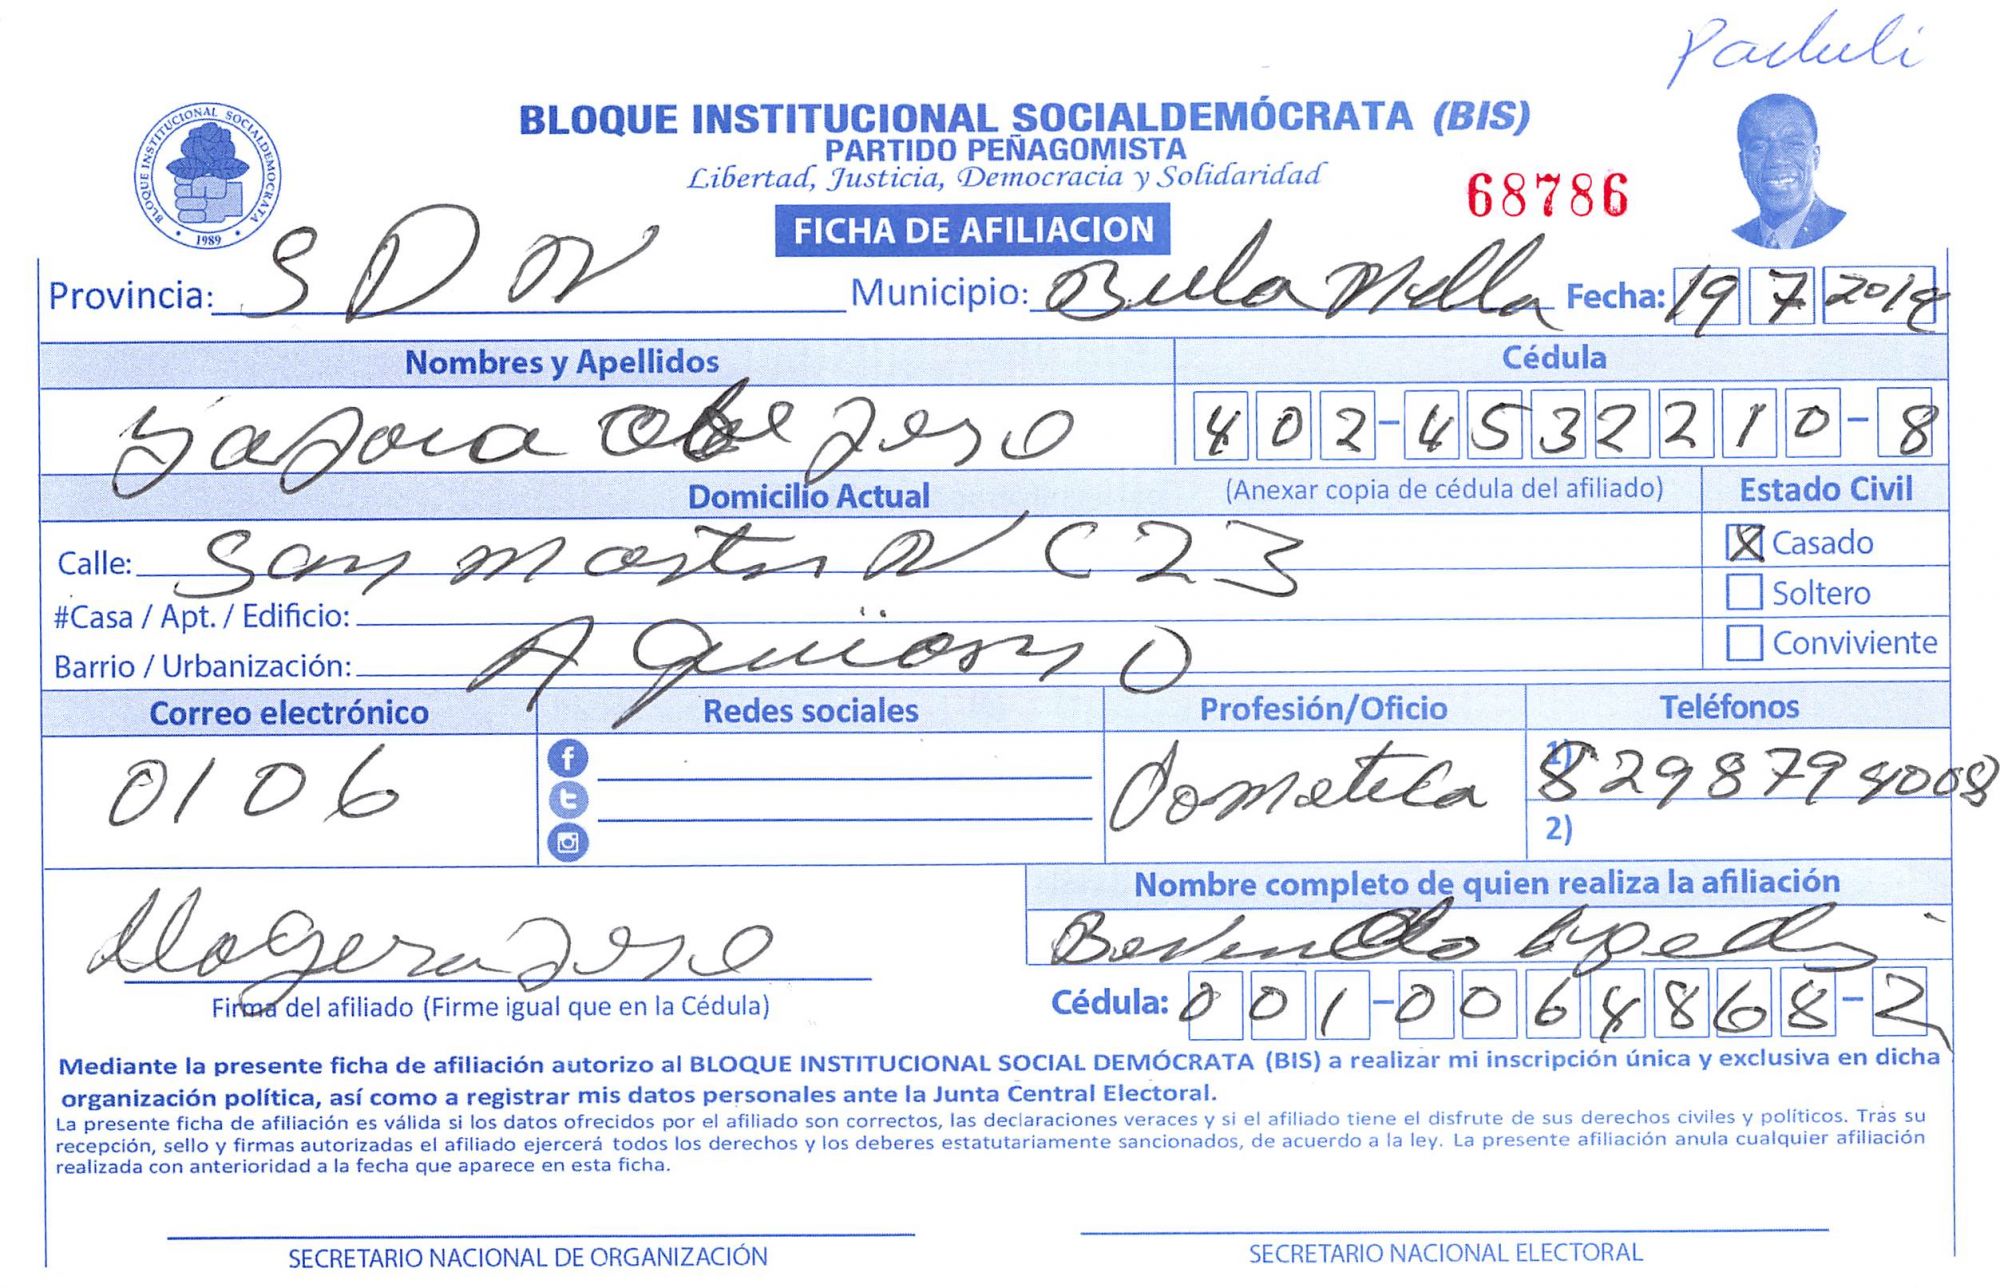 BLOQUE INSTITUCIONAL SOCIALDEMÓCRATA (BIS)
PARTIDO PEÑAGOMISTA
Libertad, Justicia, Democracia y Solidaridad
68786
BLOQUE INSTITUCIONAL SOCIALDEMOCRATA
1989
FICHA DE AFILIACION
Provincia: S D N Municipio: Fecha: 19 7 2018
Nombres y Apellidos Cédula
402-4532210-8
Domicilio Actual (Anexar copia de cédula del afiliado) Estado Civil
Calle: San N C 23 X Casado
#Casa / Apt. / Edificio: Soltero
Barrio / Urbanización: Conviviente
Correo electrónico Redes sociales Profesión/Oficio Teléfonos
0106 1) 8298794008
2)
Nombre completo de quien realiza la afiliación
Firma del afiliado (Firme igual que en la Cédula) Cédula: 001-0064868-2
Mediante la presente ficha de afiliación autorizo al BLOQUE INSTITUCIONAL SOCIAL DEMÓCRATA (BIS) a realizar mi inscripción única y exclusiva en dicha
organización política, así como a registrar mis datos personales ante la Junta Central Electoral.
La presente ficha de afiliación es válida si los datos ofrecidos por el afiliado son correctos, las declaraciones veraces y si el afiliado tiene el disfrute de sus derechos civiles y políticos. Tras su
recepción, sello y firmas autorizadas el afiliado ejercerá todos los derechos y los deberes estatutariamente sancionados, de acuerdo a la ley. La presente afiliación anula cualquier afiliación
realizada con anterioridad a la fecha que aparece en esta ficha.
SECRETARIO NACIONAL DE ORGANIZACIÓN SECRETARIO NACIONAL ELECTORAL